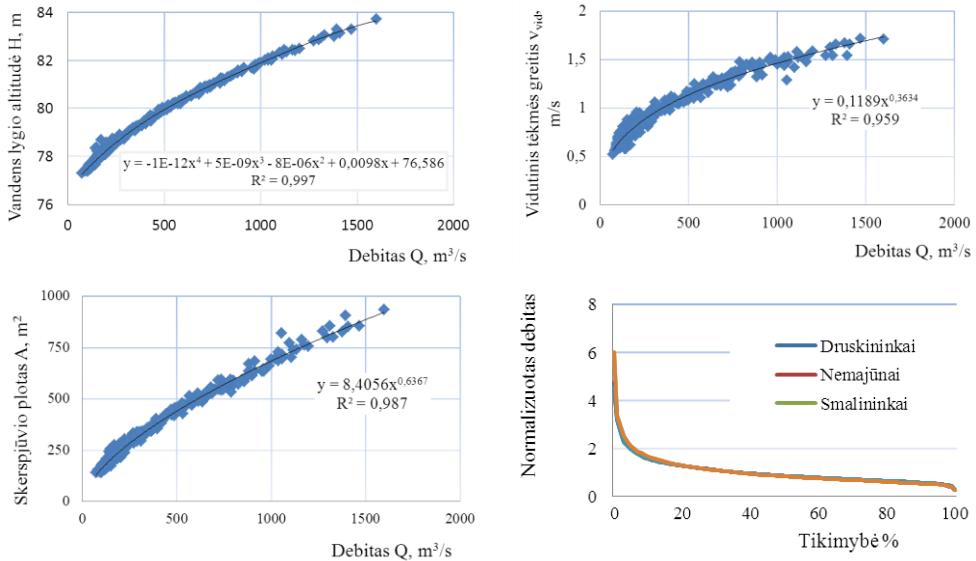 Vandens lygio altitudė H, m
84
82
80
78
76
y = -1E-12x⁴ + 5E-09x³ - 8E-06x² + 0,0098x + 76,586
R² = 0,997
0 500 1000 1500 2000
Debitas Q, m³/s
Vidutinis tėkmės greitis v_vid,
m/s
2
1,5
1
0,5
0
y = 0,1189x^0,3634
R² = 0,959
0 500 1000 1500 2000
Debitas Q, m³/s
Skerspjūvio plotas A, m²
1000
750
500
250
0
y = 8,4056x^0,6367
R² = 0,987
0 500 1000 1500 2000
Debitas Q, m³/s
Normalizuotas debitas
8
6
4
2
0
Druskininkai
Nemajūnai
Smalininkai
0 20 40 60 80 100
Tikimybė %